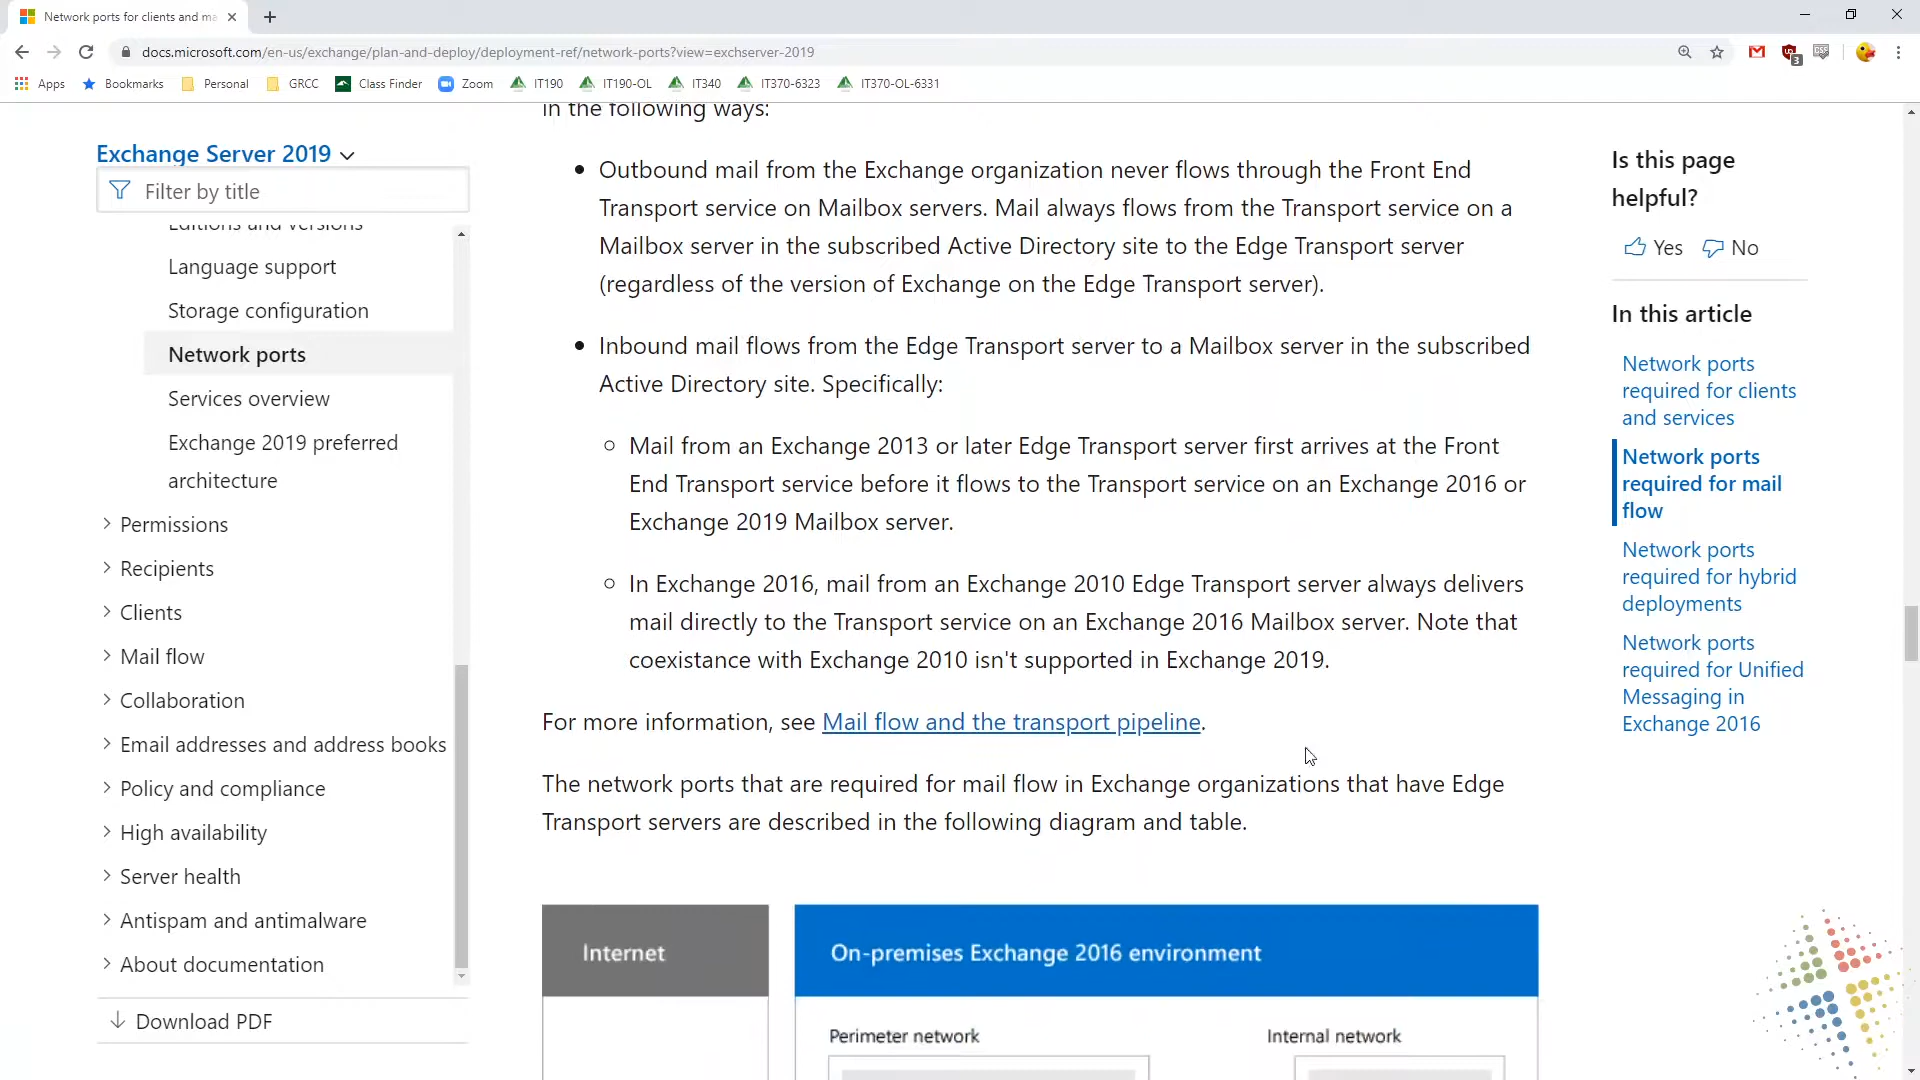 Network ports for clients and ma
docs.microsoft.com/en-us/exchange/plan-and-deploy/deployment-ref/network-ports?view=exchserver-2019
3
Apps
Bookmarks
Personal
GRCC
Class Finder
Zoom
IT190
IT190-OL
IT340
IT370-6323
IT370-OL-6331
Exchange Server 2019
Filter by title
Editions and versions
Language support
Storage configuration
Network ports
Services overview
Exchange 2019 preferred
architecture
Permissions
Recipients
Clients
Mail flow
Collaboration
Email addresses and address books
Policy and compliance
High availability
Server health
Antispam and antimalware
About documentation
Download PDF
in the following ways:
Outbound mail from the Exchange organization never flows through the Front End
Transport service on Mailbox servers. Mail always flows from the Transport service on a
Mailbox server in the subscribed Active Directory site to the Edge Transport server
(regardless of the version of Exchange on the Edge Transport server).
Inbound mail flows from the Edge Transport server to a Mailbox server in the subscribed
Active Directory site. Specifically:
Mail from an Exchange 2013 or later Edge Transport server first arrives at the Front
End Transport service before it flows to the Transport service on an Exchange 2016 or
Exchange 2019 Mailbox server.
In Exchange 2016, mail from an Exchange 2010 Edge Transport server always delivers
mail directly to the Transport service on an Exchange 2016 Mailbox server. Note that
coexistance with Exchange 2010 isn't supported in Exchange 2019.
For more information, see Mail flow and the transport pipeline.
The network ports that are required for mail flow in Exchange organizations that have Edge
Transport servers are described in the following diagram and table.
Internet
On-premises Exchange 2016 environment
Perimeter network
Internal network
Is this page
helpful?
Yes
No
In this article
Network ports
required for clients
and services
Network ports
required for mail
flow
Network ports
required for hybrid
deployments
Network ports
required for Unified
Messaging in
Exchange 2016